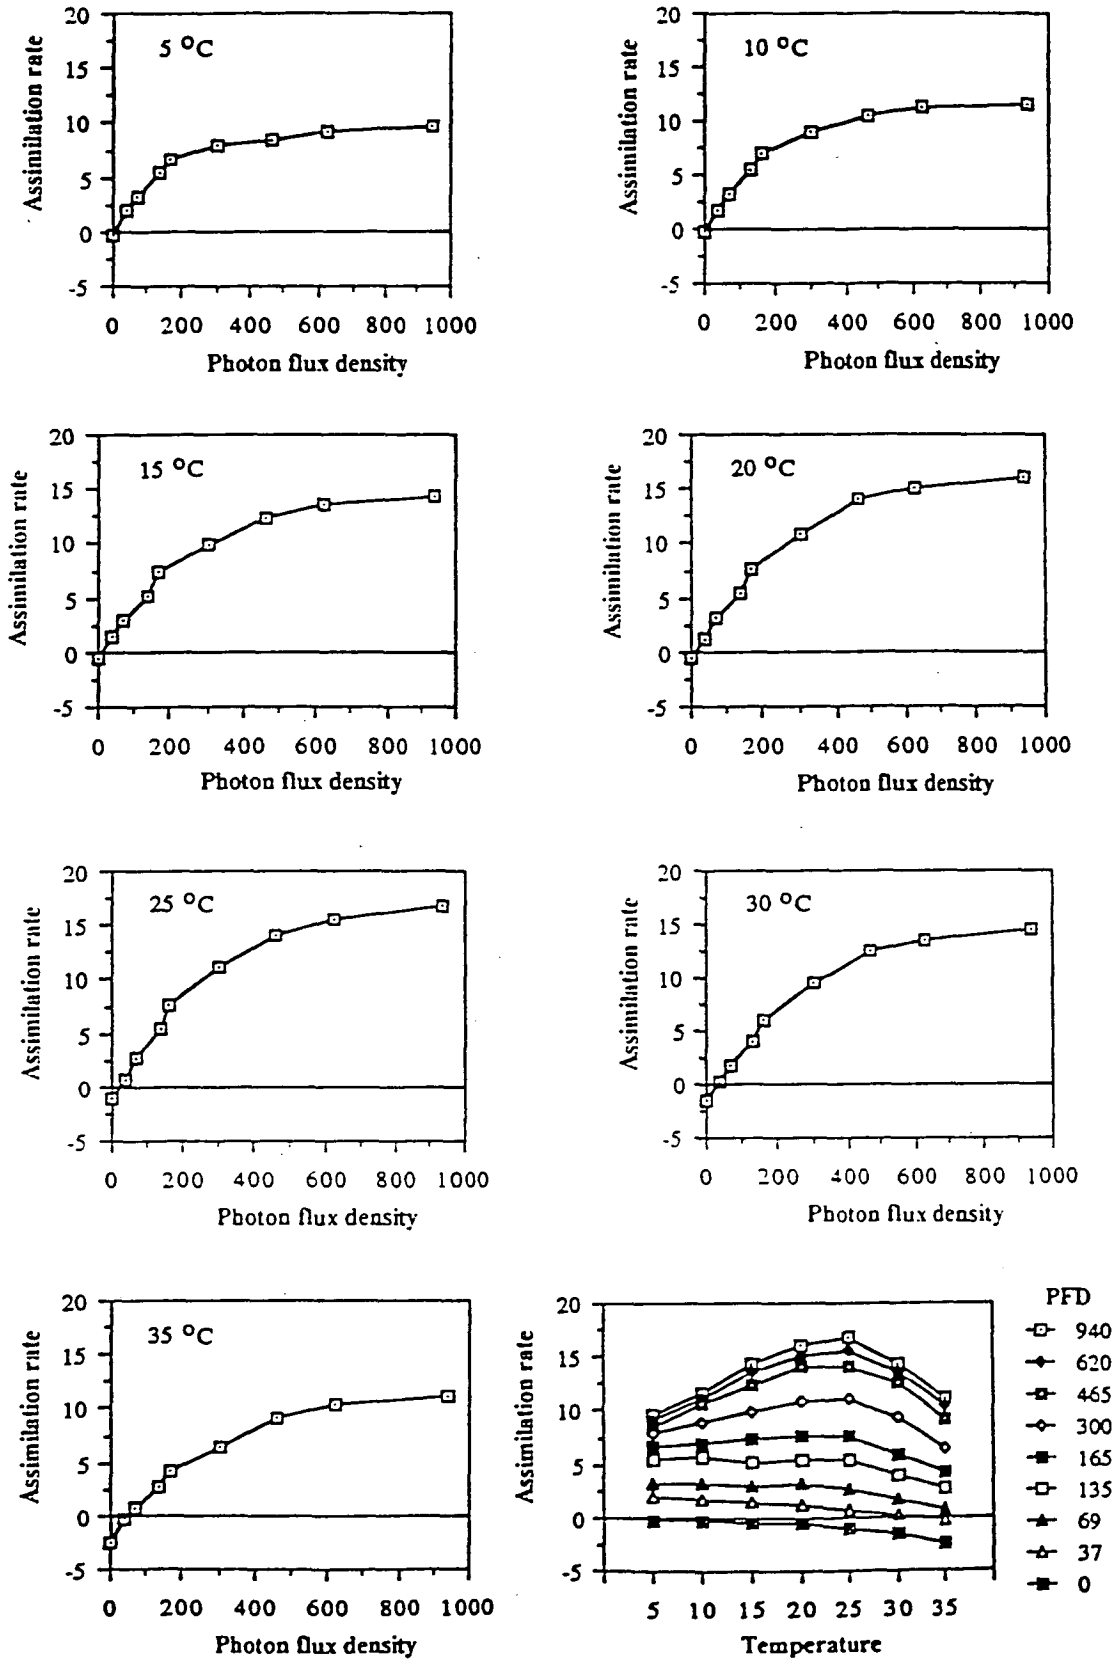 20
15
10
5
0
-5
5 °C
Assimilation rate
0 200 400 600 800 1000
Photon flux density
20
15
10
5
0
-5
10 °C
Assimilation rate
0 200 400 600 800 1000
Photon flux density
20
15
10
5
0
-5
15 °C
Assimilation rate
0 200 400 600 800 1000
Photon flux density
20
15
10
5
0
-5
20 °C
Assimilation rate
0 200 400 600 800 1000
Photon flux density
20
15
10
5
0
-5
25 °C
Assimilation rate
0 200 400 600 800 1000
Photon flux density
20
15
10
5
0
-5
30 °C
Assimilation rate
0 200 400 600 800 1000
Photon flux density
20
15
10
5
0
-5
35 °C
Assimilation rate
0 200 400 600 800 1000
Photon flux density
20
15
10
5
0
-5
Assimilation rate
5 10 15 20 25 30 35
Temperature
PFD
940
620
465
300
165
135
69
37
0